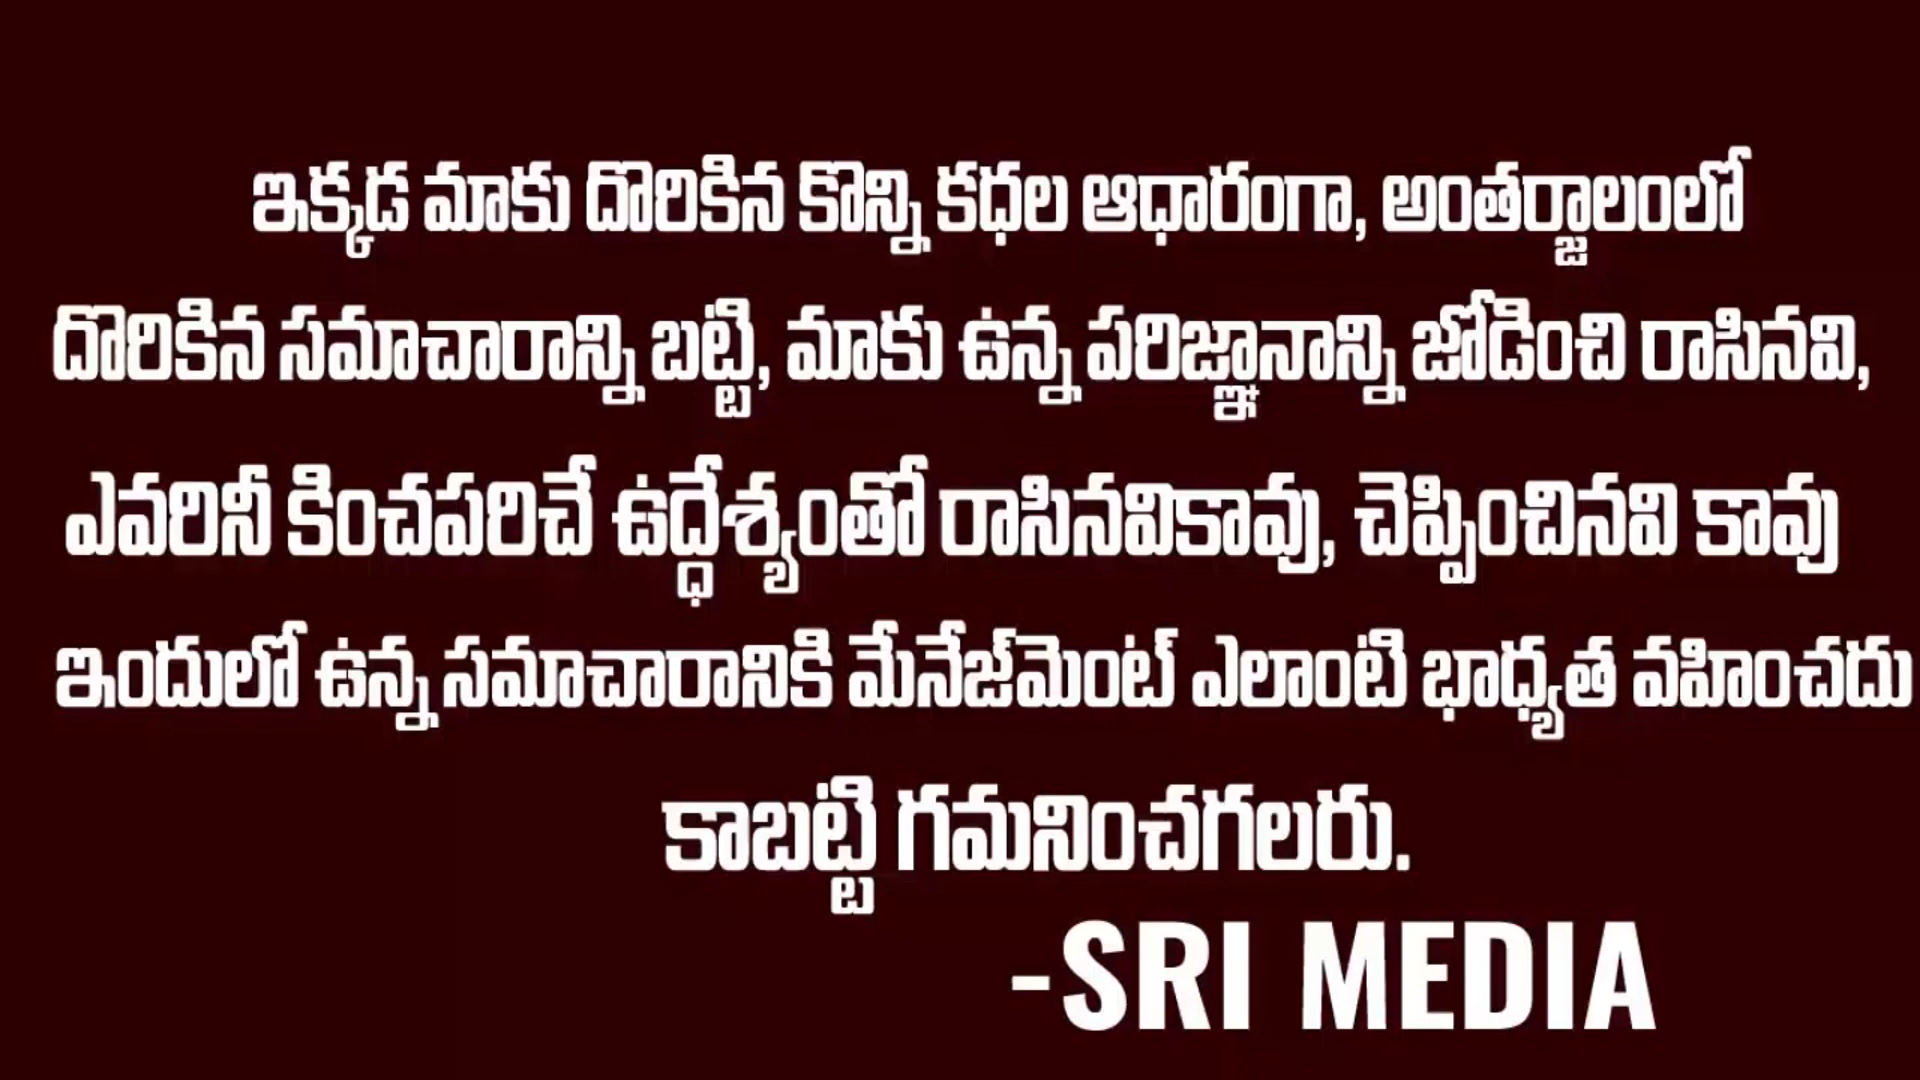 ఇక్కడ మాకు దొరికిన కొన్ని కధల ఆధారంగా, అంతర్జాలంలో
దొరికిన సమాచారాన్ని బట్టి, మాకు ఉన్న పరిజ్ఞానాన్ని జోడించి రాసినవి,
ఎవరినీ కించపరిచే ఉద్ధేశ్యంతో రాసినవికావు, చెప్పించినవి కావు
ఇందులో ఉన్న సమాచారానికి మేనేజ్‌మెంట్ ఎలాంటి భాధ్యత వహించదు
కాబట్టి గమనించగలరు.
-SRI MEDIA